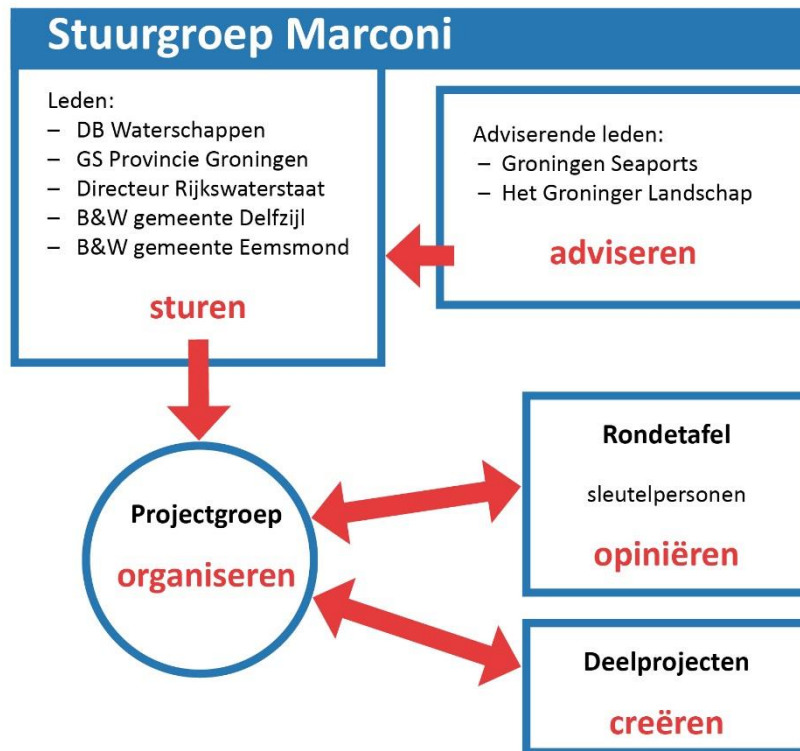 Stuurgroep Marconi
Leden:
– DB Waterschappen
– GS Provincie Groningen
– Directeur Rijkswaterstaat
– B&W gemeente Delfzijl
– B&W gemeente Eemsmond
sturen
Adviserende leden:
– Groningen Seaports
– Het Groninger Landschap
adviseren
Projectgroep
organiseren
Rondetafel
sleutelpersonen
opiniëren
Deelprojecten
creëren